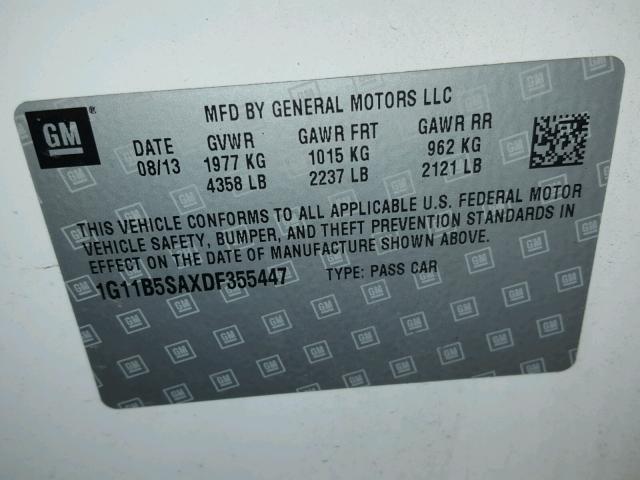 GM
MFD BY GENERAL MOTORS LLC
DATE GVWR GAWR FRT GAWR RR
08/13 1977 KG 1015 KG 962 KG
4358 LB 2237 LB 2121 LB
THIS VEHICLE CONFORMS TO ALL APPLICABLE U.S. FEDERAL MOTOR
VEHICLE SAFETY, BUMPER, AND THEFT PREVENTION STANDARDS IN
EFFECT ON THE DATE OF MANUFACTURE SHOWN ABOVE.
1G11B5SAXDF355447 TYPE: PASS CAR